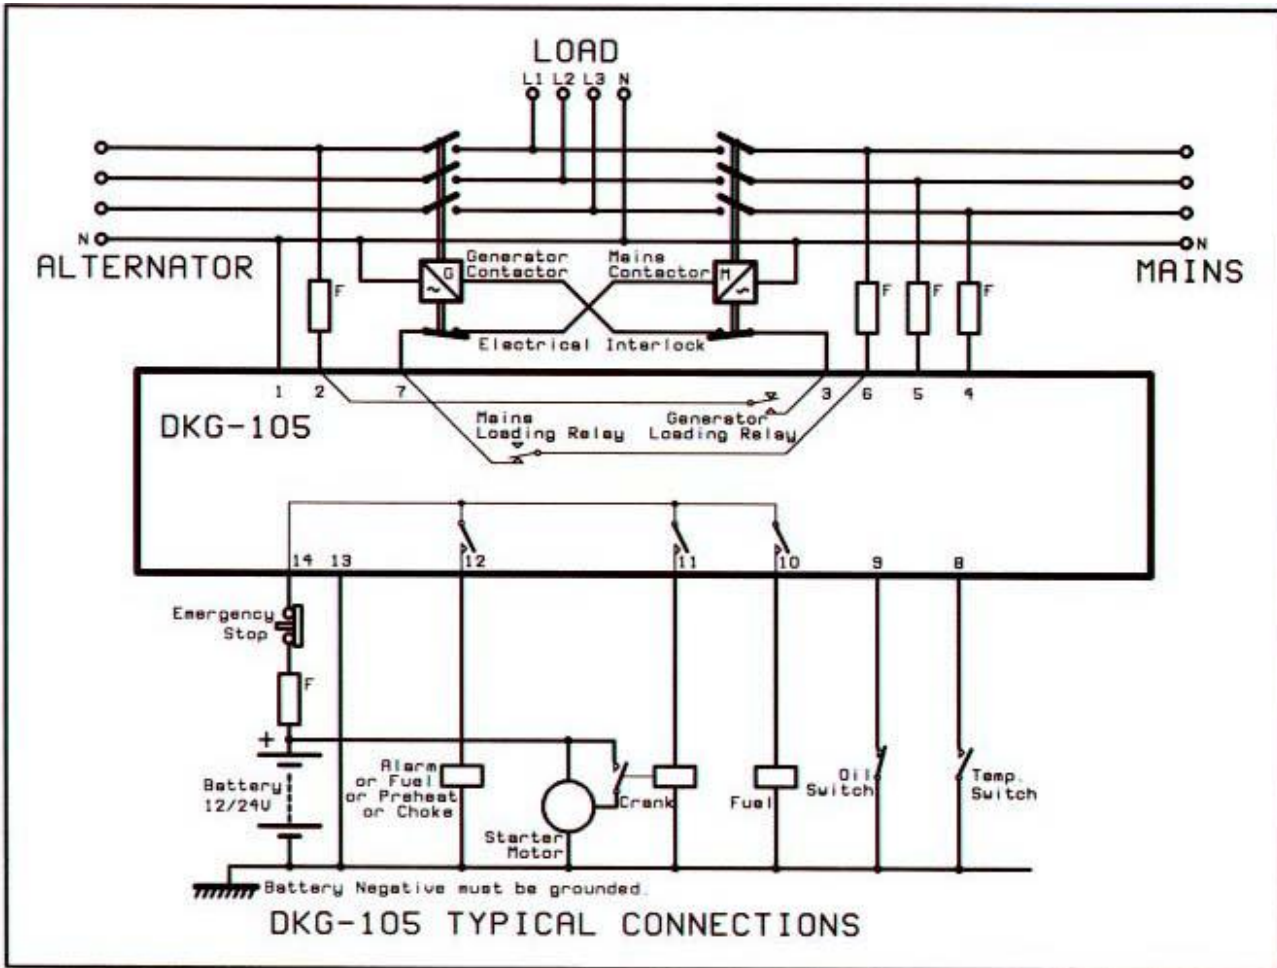 LOAD
L1 L2 L3 N
N
ALTERNATOR
G
~
Generator
Contactor
Mains
Contactor
M
~
N
MAINS
F
F
F
F
Electrical Interlock
1 2 7 3 6 5 4
DKG-105
Mains
Loading Relay
Generator
Loading Relay
14 13 12 11 10 9 8
Emergency
Stop
F
+
Battery
12/24V
Alarm
or Fuel
or Preheat
or Choke
Starter
Motor
Crank
Fuel
Oil
Switch
Temp.
Switch
Battery Negative must be grounded.
DKG-105 TYPICAL CONNECTIONS